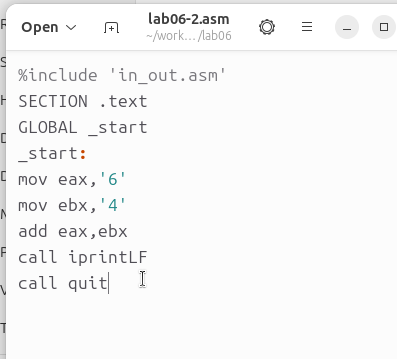 Open
lab06-2.asm
~/work…/lab06
%include 'in_out.asm'
SECTION .text
GLOBAL _start
_start:
mov eax,'6'
mov ebx,'4'
add eax,ebx
call iprintLF
call quit